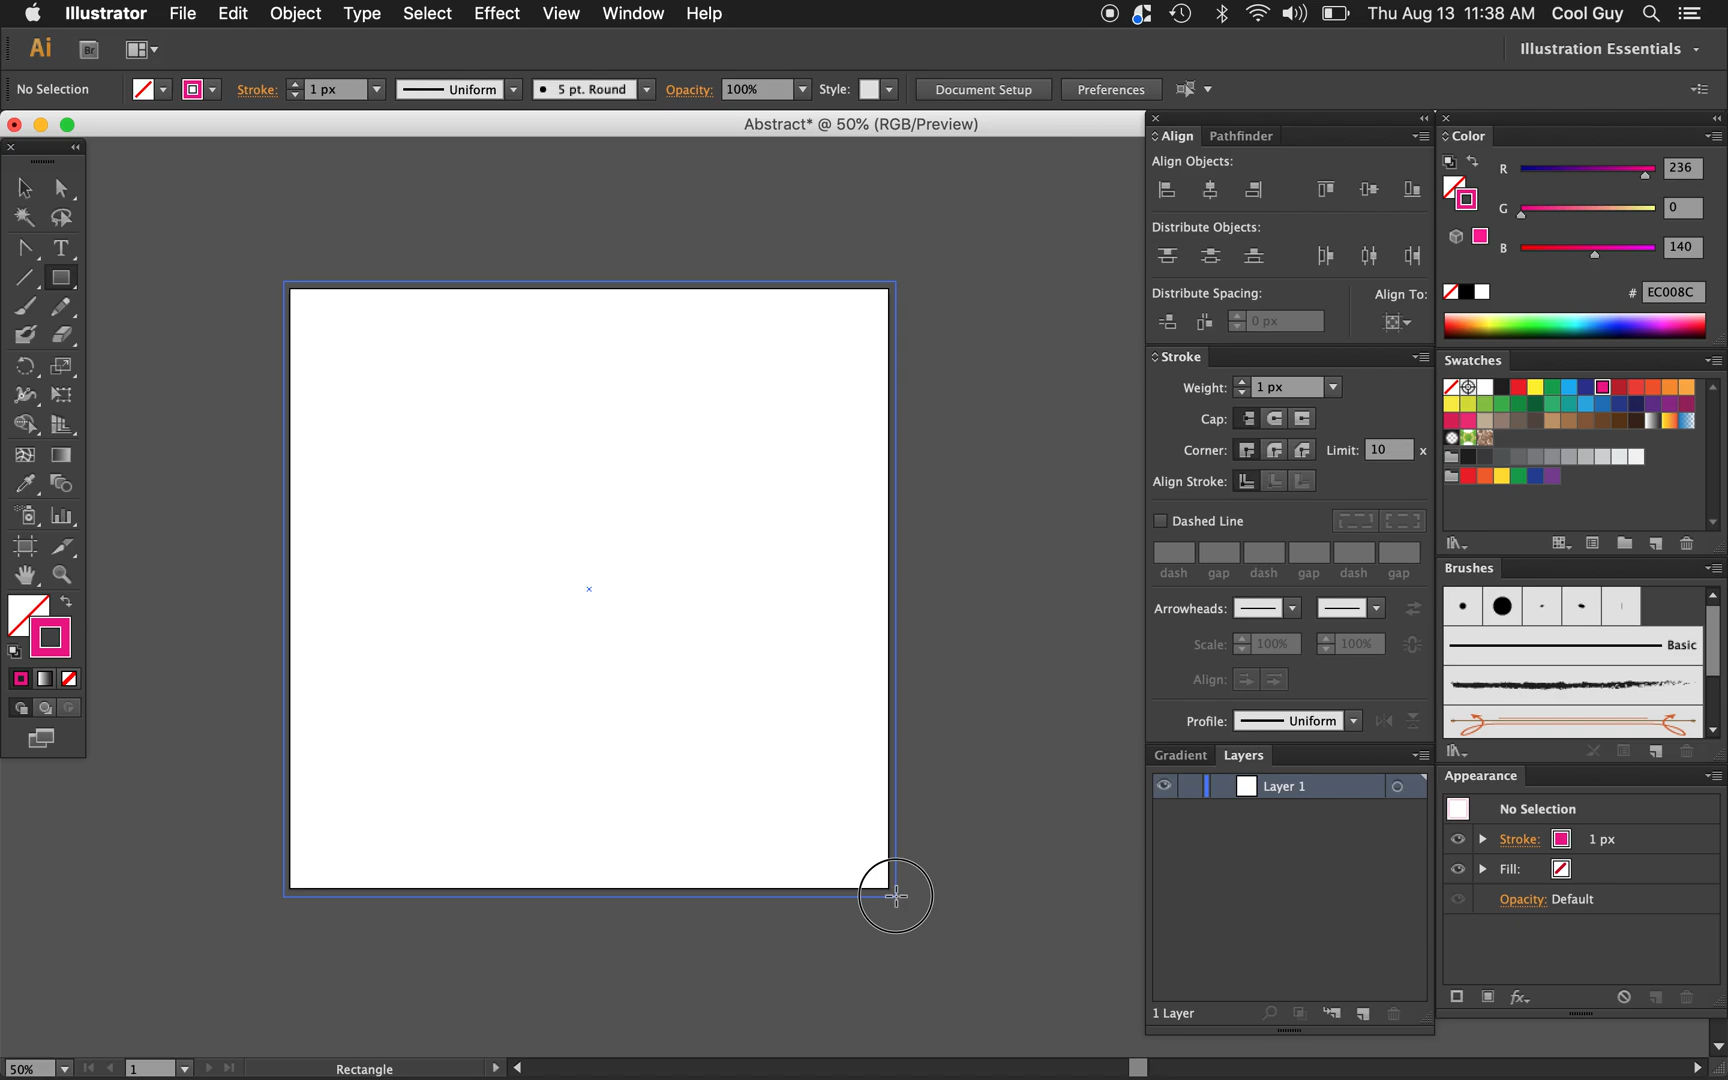 Illustrator File Edit Object Type Select Effect View Window Help Thu Aug 13 11:38 AM Cool Guy
Ai Br Illustration Essentials
No Selection Stroke: 1 px Uniform 5 pt. Round Opacity: 100% Style: Document Setup Preferences
Abstract* @ 50% (RGB/Preview)
Align Pathfinder
Align Objects:
Distribute Objects:
Distribute Spacing: Align To:
0 px
Stroke
Weight: 1 px
Cap:
Corner: Limit: 10 x
Align Stroke:
Dashed Line
dash gap dash gap dash gap
Arrowheads:
Scale: 100% 100%
Align:
Profile: Uniform
Gradient Layers
Layer 1
1 Layer
Color
R 236
G 0
B 140
# EC008C
Swatches
Brushes
Basic
Appearance
No Selection
Stroke: 1 px
Fill:
Opacity: Default
fx
T
50% 1 Rectangle